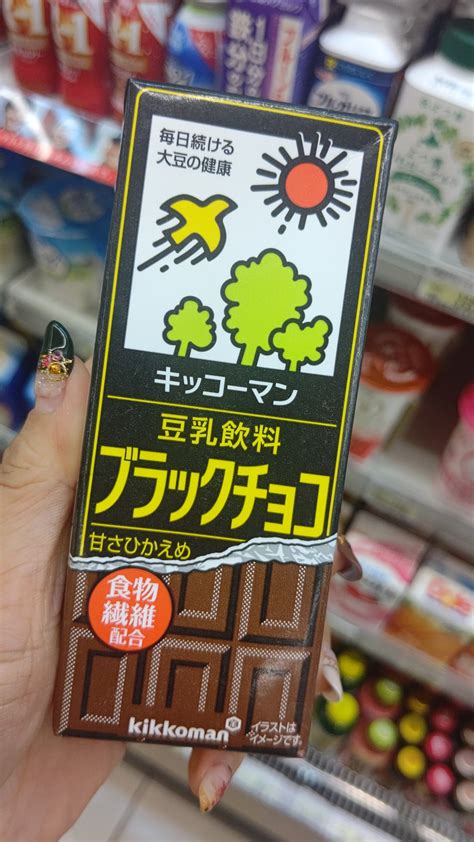 毎日続ける
大豆の健康
キッコーマン
豆乳飲料
ブラックチョコ
甘さひかえめ
食物
繊維
配合
kikkoman
イラストは
イメージです